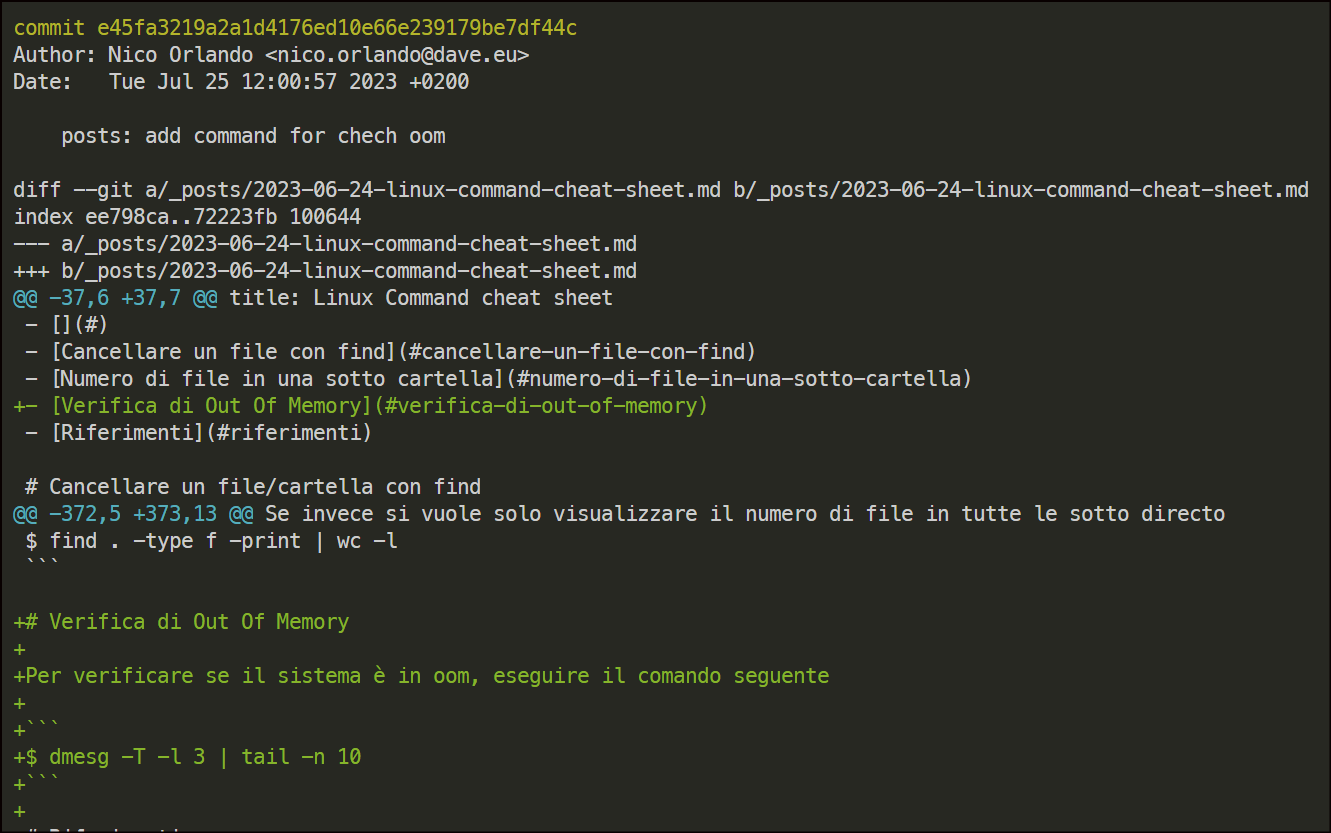 commit e45fa3219a2a1d4176ed10e66e239179be7df44c
Author: Nico Orlando <nico.orlando@dave.eu>
Date:   Tue Jul 25 12:00:57 2023 +0200

    posts: add command for chech oom

diff --git a/_posts/2023-06-24-linux-command-cheat-sheet.md b/_posts/2023-06-24-linux-command-cheat-sheet.md
index ee798ca..72223fb 100644
--- a/_posts/2023-06-24-linux-command-cheat-sheet.md
+++ b/_posts/2023-06-24-linux-command-cheat-sheet.md
@@ -37,6 +37,7 @@ title: Linux Command cheat sheet
 - [](#)
 - [Cancellare un file con find](#cancellare-un-file-con-find)
 - [Numero di file in una sotto cartella](#numero-di-file-in-una-sotto-cartella)
+- [Verifica di Out Of Memory](#verifica-di-out-of-memory)
 - [Riferimenti](#riferimenti)

 # Cancellare un file/cartella con find
@@ -372,5 +373,13 @@ Se invece si vuole solo visualizzare il numero di file in tutte le sotto directo
 $ find . -type f -print | wc -l
 ```

+# Verifica di Out Of Memory
+
+Per verificare se il sistema è in oom, eseguire il comando seguente
+
+```
+$ dmesg -T -l 3 | tail -n 10
+```
+